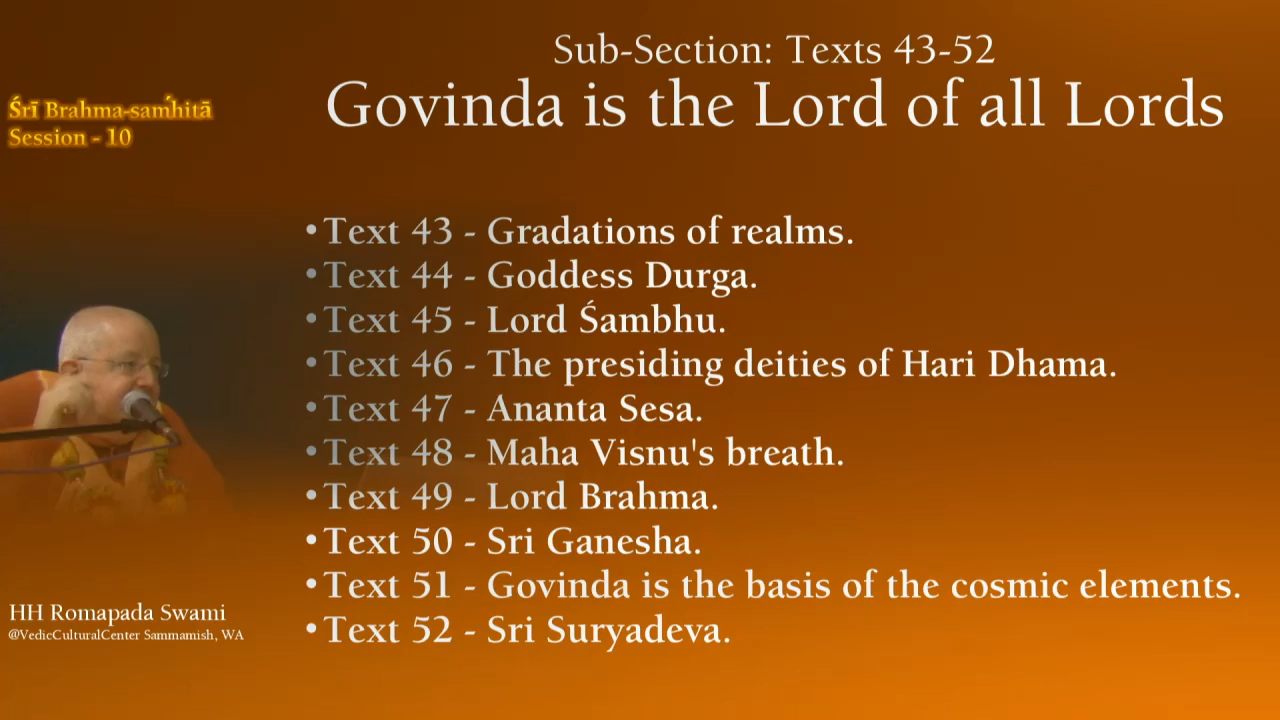 Sub-Section: Texts 43-52
Govinda is the Lord of all Lords
Śrī Brahma-saṁhitā
Session - 10
•Text 43 - Gradations of realms.
•Text 44 - Goddess Durga.
•Text 45 - Lord Śambhu.
•Text 46 - The presiding deities of Hari Dhama.
•Text 47 - Ananta Sesa.
•Text 48 - Maha Visnu's breath.
•Text 49 - Lord Brahma.
•Text 50 - Sri Ganesha.
•Text 51 - Govinda is the basis of the cosmic elements.
•Text 52 - Sri Suryadeva.
HH Romapada Swami
@VedicCulturalCenter Sammamish, WA